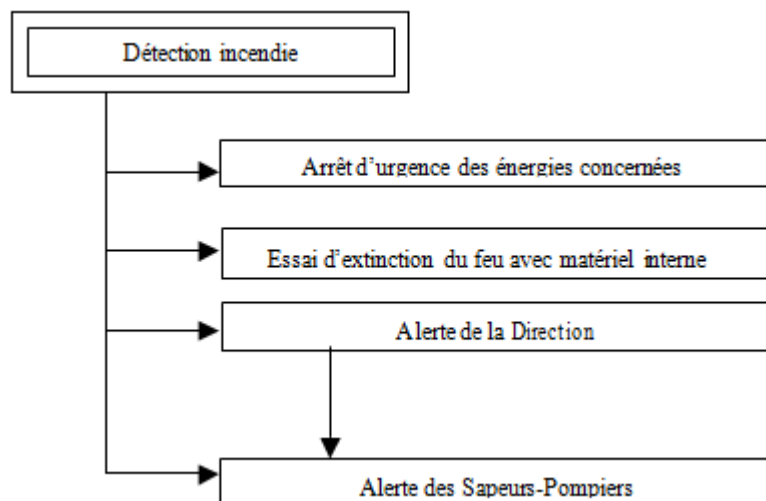 Détection incendie
Arrêt d'urgence des énergies concernées
Essai d'extinction du feu avec matériel interne
Alerte de la Direction
Alerte des Sapeurs-Pompiers